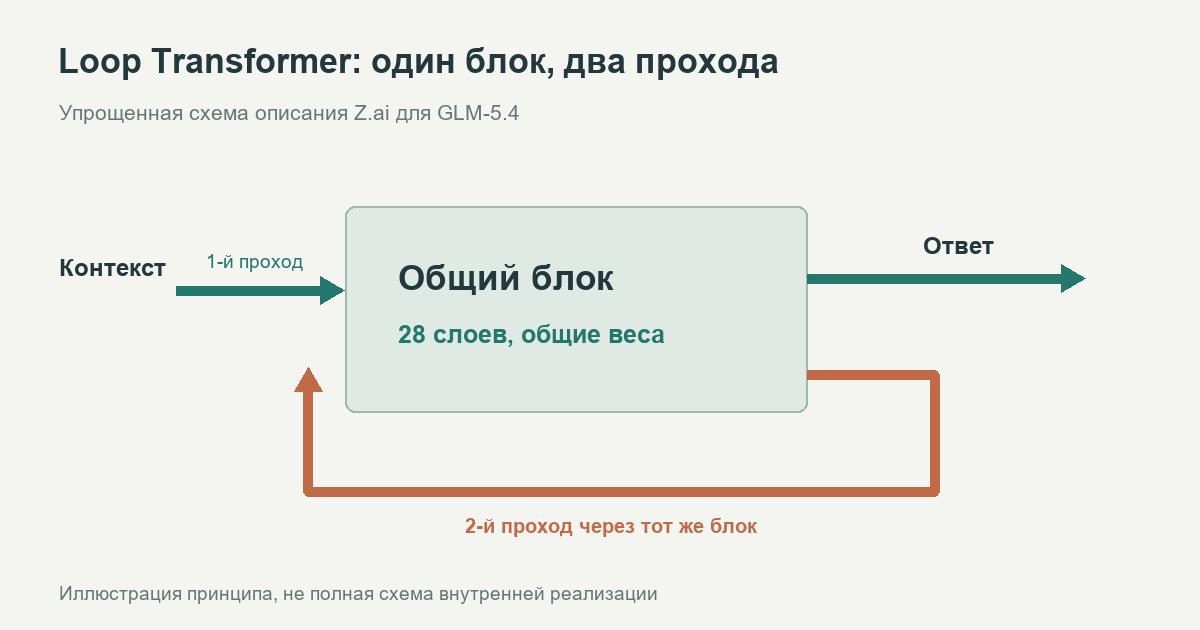 Loop Transformer: один блок, два прохода
Упрощенная схема описания Z.ai для GLM-5.4
Контекст
1-й проход
Общий блок
28 слоев, общие веса
Ответ
2-й проход через тот же блок
Иллюстрация принципа, не полная схема внутренней реализации